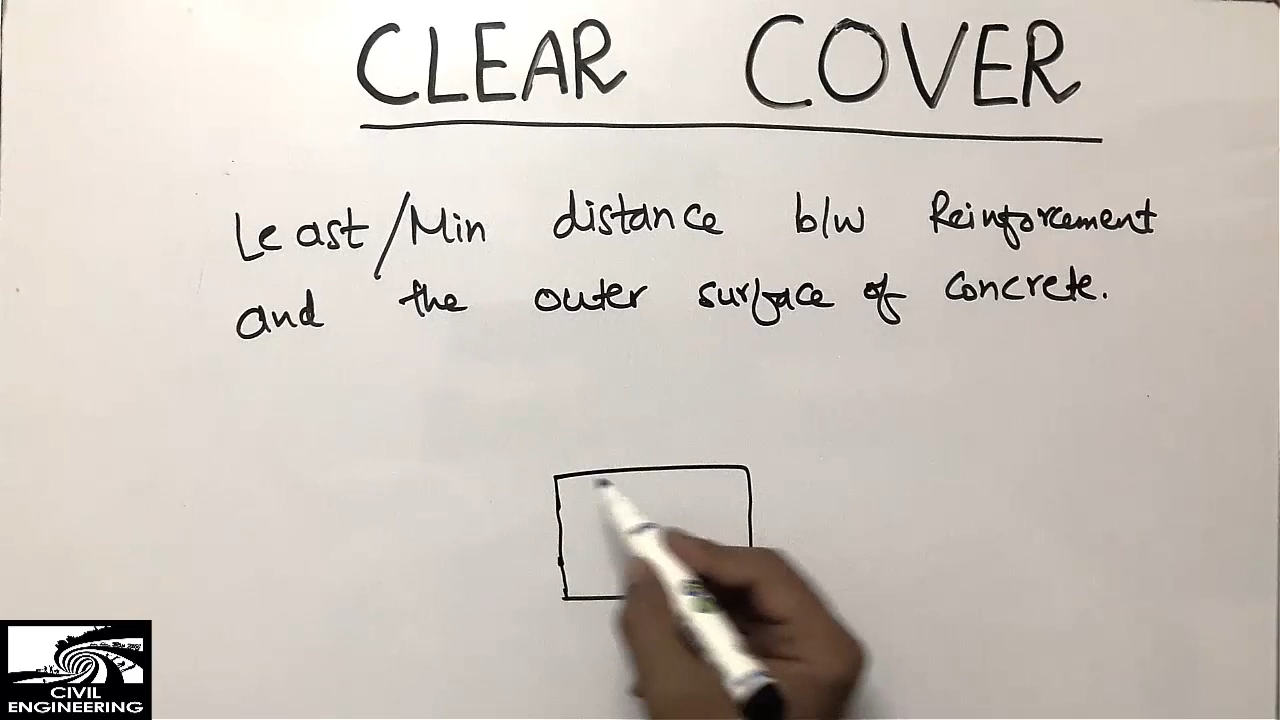 CLEAR COVER
Least/Min distance b/w Reinforcement
and the outer surface of concrete.
CIVIL
ENGINEERING